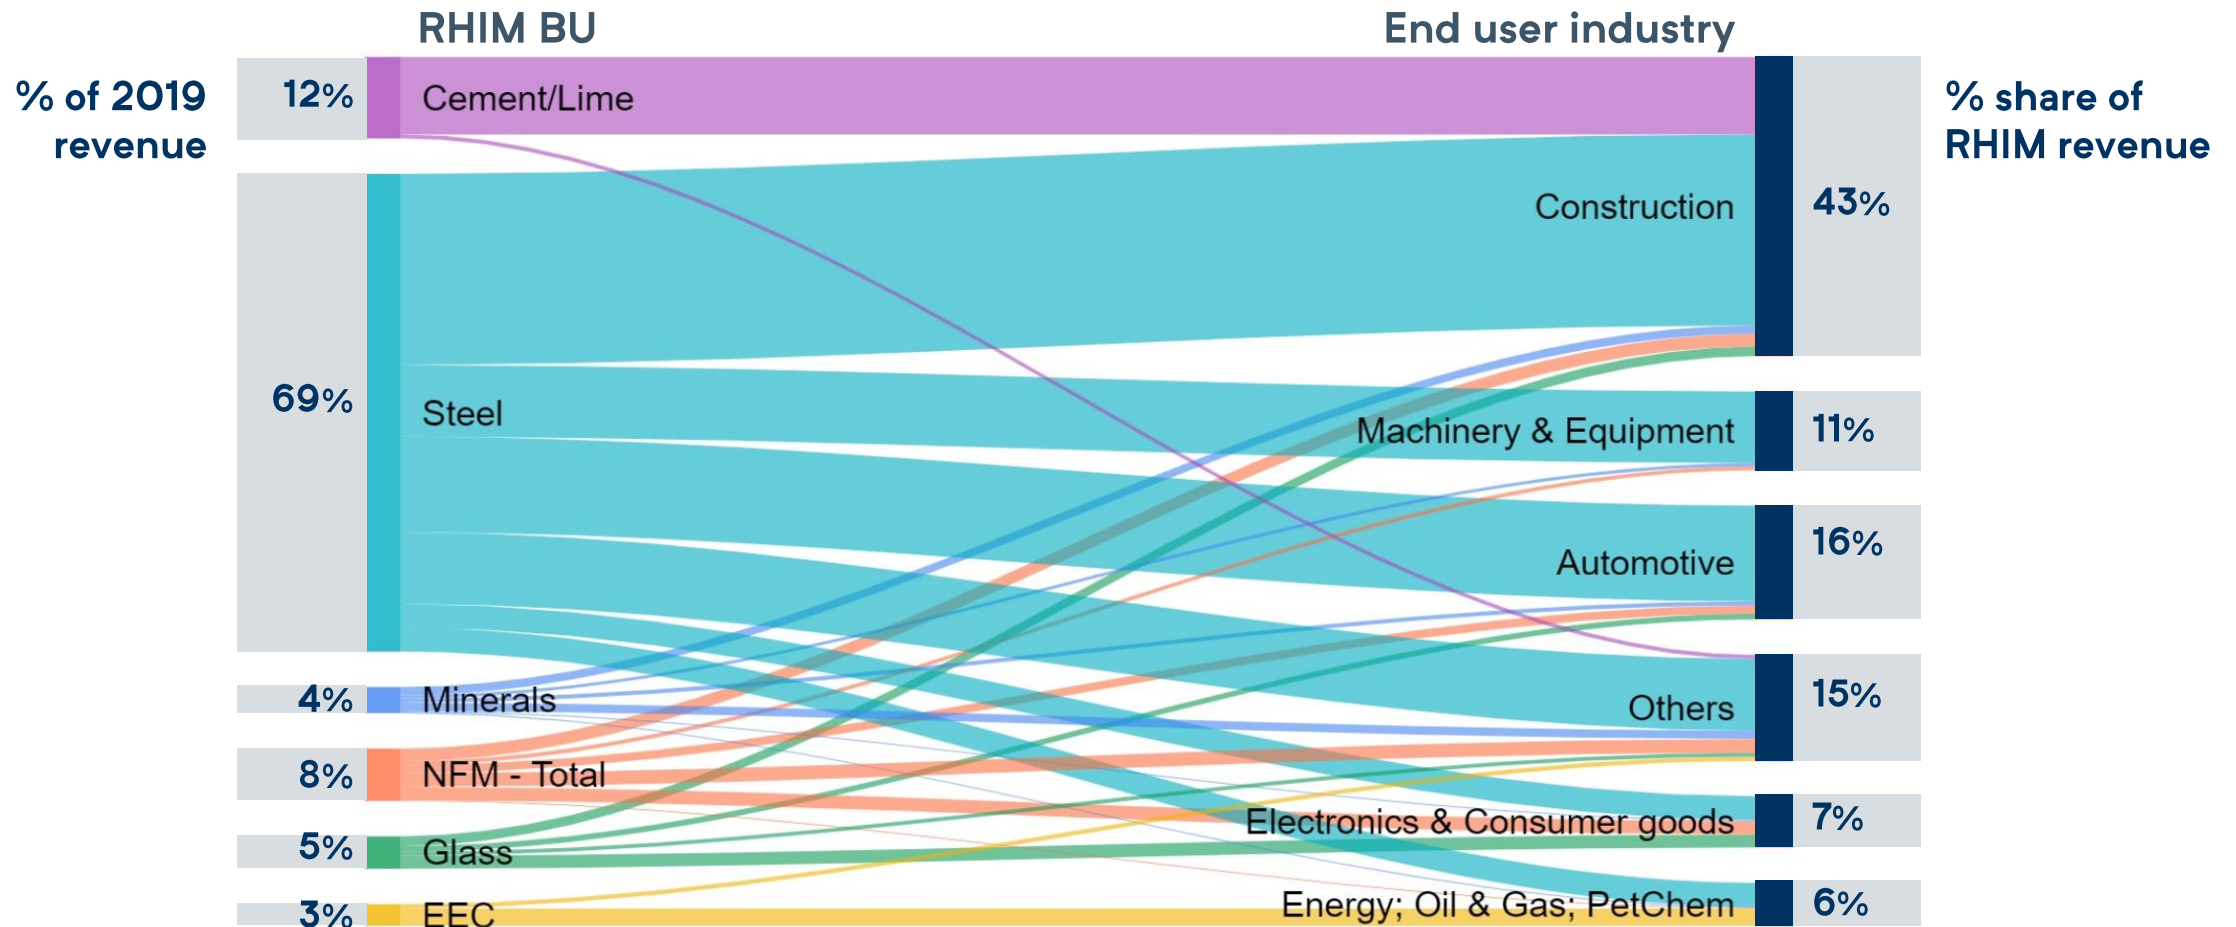 RHIM BU
End user industry
% of 2019
revenue
12%
Cement/Lime
69%
Steel
4%
Minerals
8%
NFM - Total
5%
Glass
3%
EEC
% share of
RHIM revenue
Construction
43%
Machinery & Equipment
11%
Automotive
16%
Others
15%
Electronics & Consumer goods
7%
Energy; Oil & Gas; PetChem
6%